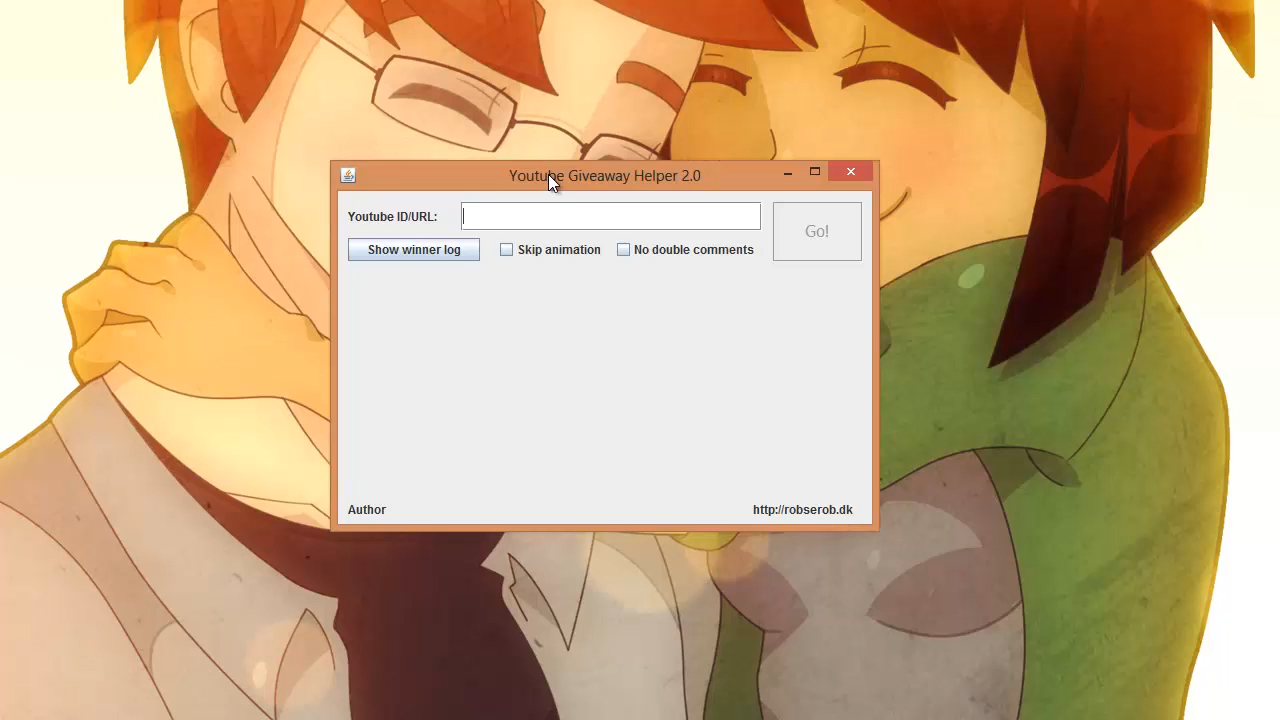 Youtube Giveaway Helper 2.0
Youtube ID/URL:
Go!
Show winner log
Skip animation
No double comments
Author
http://robserob.dk